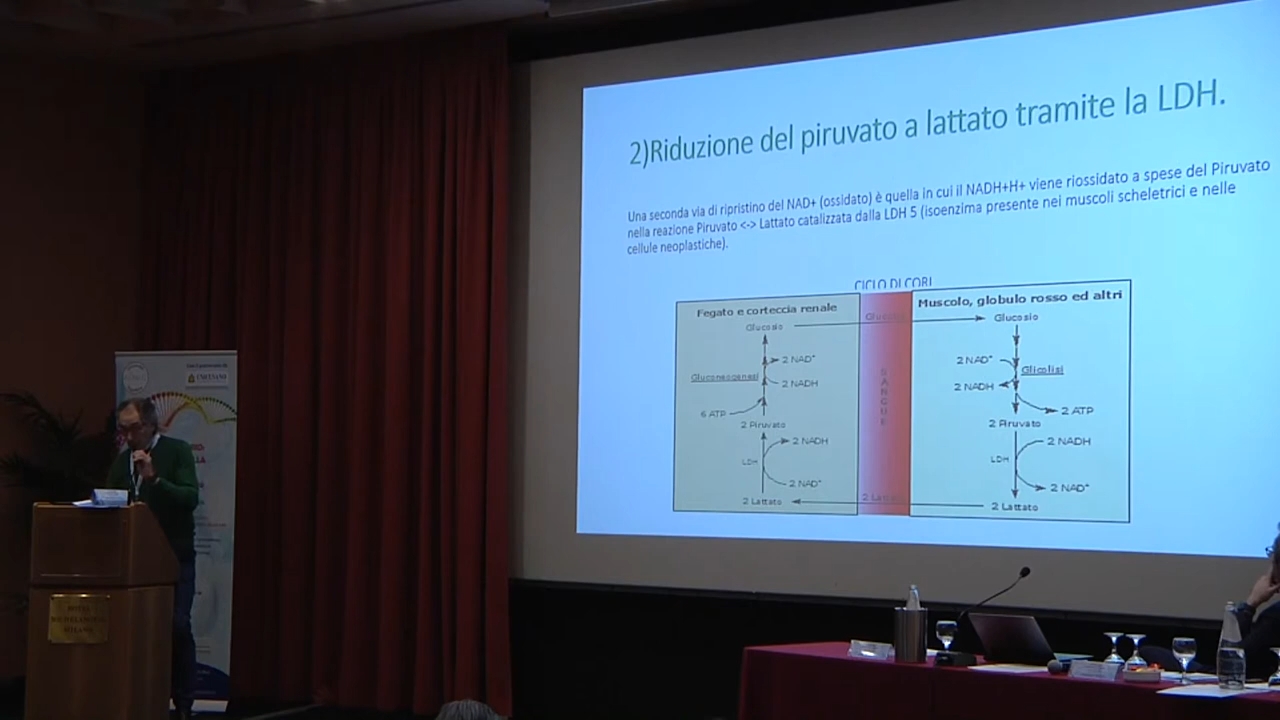 2)Riduzione del piruvato a lattato tramite la LDH.
Una seconda via di ripristino del NAD+ (ossidato) è quella in cui il NADH+H+ viene riossidato a spese del Piruvato
nella reazione Piruvato <-> Lattato catalizzata dalla LDH 5 (isoenzima presente nei muscoli scheletrici e nelle
cellule neoplastiche).
CICLO DI CORI
Fegato e corteccia renale
Glucosio
2 NAD⁺
Gluconeogenesi
2 NADH
6 ATP
2 Piruvato
2 NADH
LDH
2 NAD⁺
2 Lattato
Glucosio
SANGUE
2 Lattato
Muscolo, globulo rosso ed altri
Glucosio
2 NAD⁺
Glicolisi
2 NADH
2 ATP
2 Piruvato
2 NADH
LDH
2 NAD⁺
2 Lattato
HOTEL
MICHELANGELO
MILANO